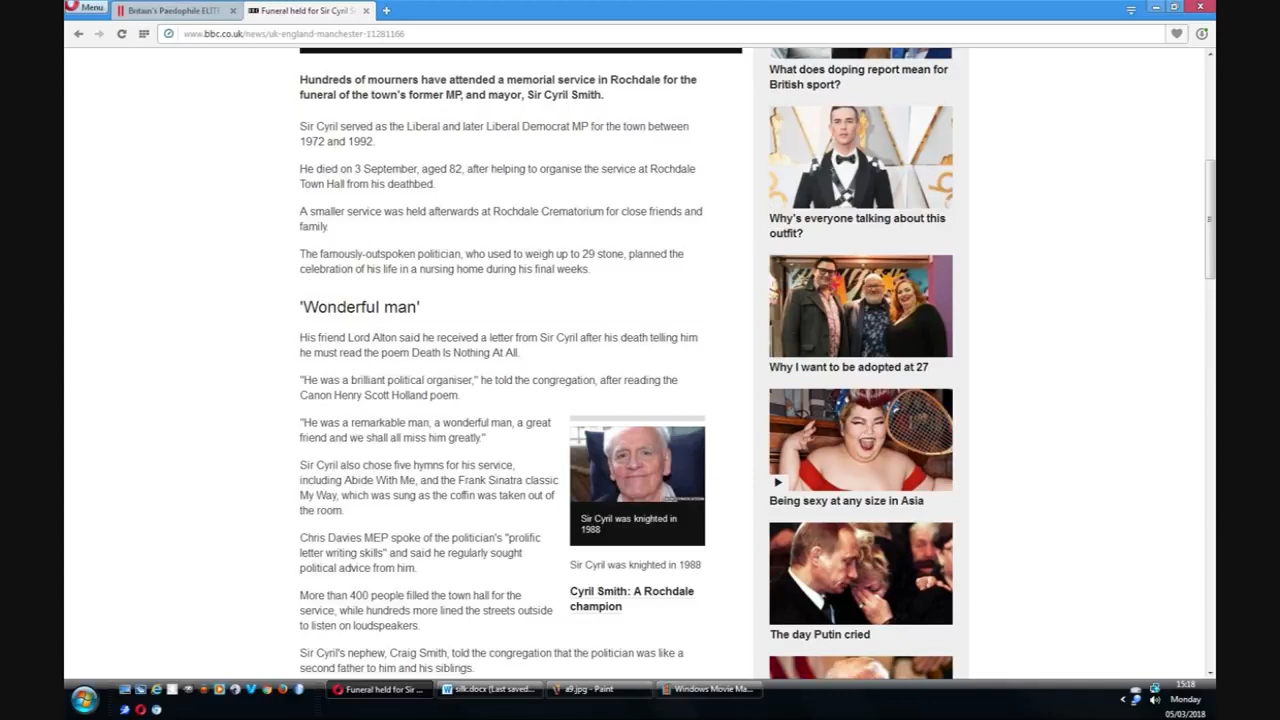 Menu
Britain's Paedophile ELIT
Funeral held for Sir Cyril S
www.bbc.co.uk/news/uk-england-manchester-11281166
Hundreds of mourners have attended a memorial service in Rochdale for the
funeral of the town's former MP, and mayor, Sir Cyril Smith.
Sir Cyril served as the Liberal and later Liberal Democrat MP for the town between
1972 and 1992.
He died on 3 September, aged 82, after helping to organise the service at Rochdale
Town Hall from his deathbed.
A smaller service was held afterwards at Rochdale Crematorium for close friends and
family.
The famously-outspoken politician, who used to weigh up to 29 stone, planned the
celebration of his life in a nursing home during his final weeks.
'Wonderful man'
His friend Lord Alton said he received a letter from Sir Cyril after his death telling him
he must read the poem Death Is Nothing At All.
"He was a brilliant political organiser," he told the congregation, after reading the
Canon Henry Scott Holland poem.
"He was a remarkable man, a wonderful man, a great
friend and we shall all miss him greatly."
Sir Cyril also chose five hymns for his service,
including Abide With Me, and the Frank Sinatra classic
My Way, which was sung as the coffin was taken out of
the room.
Chris Davies MEP spoke of the politician's "prolific
letter writing skills" and said he regularly sought
political advice from him.
More than 400 people filled the town hall for the
service, while hundreds more lined the streets outside
to listen on loudspeakers.
Sir Cyril's nephew, Craig Smith, told the congregation that the politician was like a
second father to him and his siblings.
Sir Cyril was knighted in
1988
Sir Cyril was knighted in 1988
Cyril Smith: A Rochdale
champion
What does doping report mean for
British sport?
Why's everyone talking about this
outfit?
Why I want to be adopted at 27
Being sexy at any size in Asia
The day Putin cried
Funeral held for Sir ...
silk.docx (Last saved...
a9.jpg - Paint
Windows Movie Ma...
15:18
Monday
05/03/2018